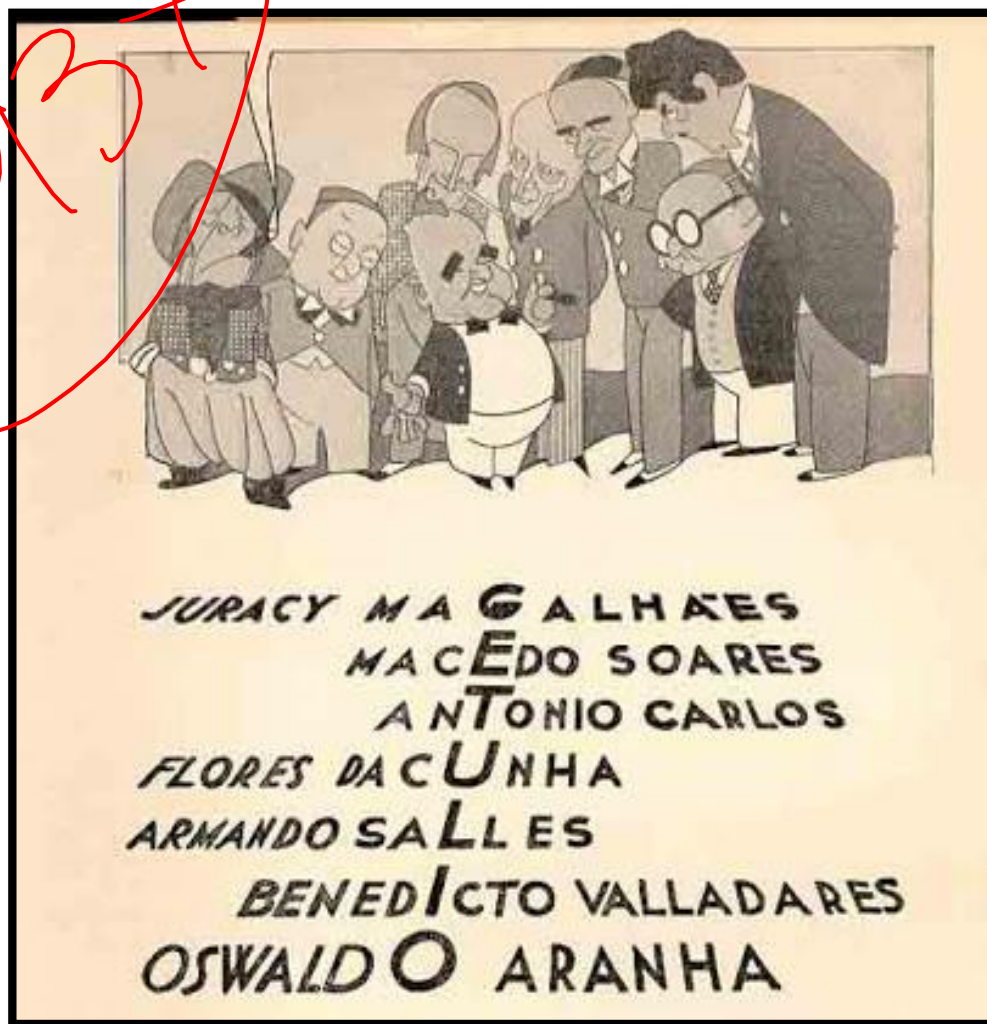 JURACY MAGALHÃES
MACEDO SOARES
ANTONIO CARLOS
FLORES DA CUNHA
ARMANDO SALLES
BENEDICTO VALLADARES
OSWALDO ARANHA